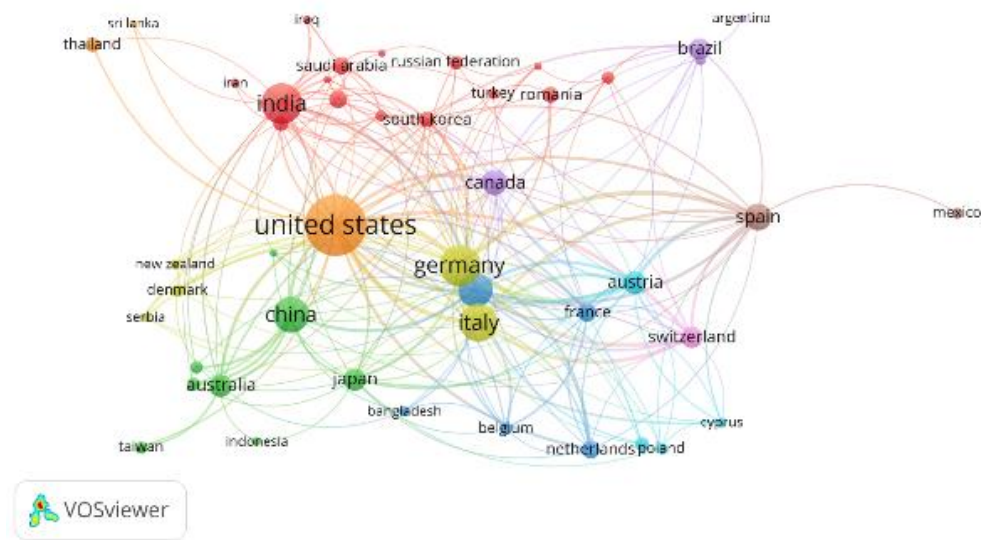 sri lanka
iraq
argentina
thailand
brazil
saudi arabia
russian federation
iran
turkey
romania
india
south korea
canada
united states
spain
mexico
new zealand
germany
denmark
austria
serbia
china
italy
france
switzerland
australia
japan
bangladesh
belgium
cyprus
taiwan
indonesia
netherlands
poland
VOSviewer